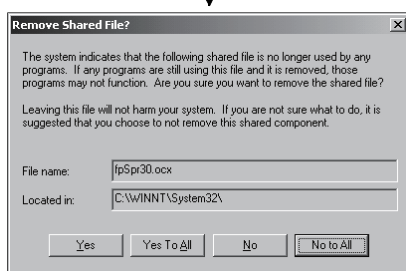 Remove Shared File?
The system indicates that the following shared file is no longer used by any
programs. If any programs are still using this file and it is removed, those
programs may not function. Are you sure you want to remove the shared file?
Leaving this file will not harm your system. If you are not sure what to do, it is
suggested that you choose to not remove this shared component.
File name: fpSpr30.ocx
Located in: C:\WINNT\System32\
Yes Yes To All No No to All